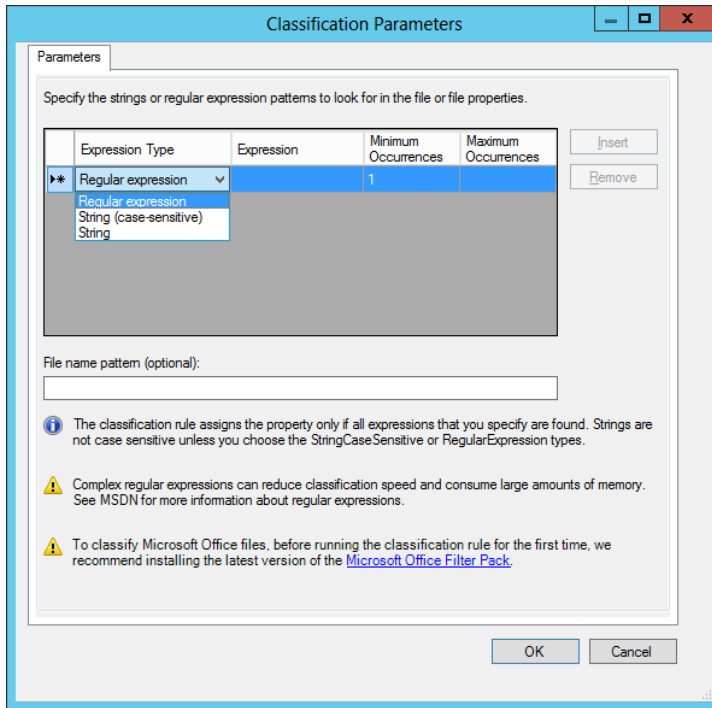 Classification Parameters
x
Parameters
Specify the strings or regular expression patterns to look for in the file or file properties.
Expression Type
Expression
Minimum
Occurrences
Maximum
Occurrences
Insert
Regular expression
1
Remove
Regular expression
String (case-sensitive)
String
File name pattern (optional):
The classification rule assigns the property only if all expressions that you specify are found. Strings are
not case sensitive unless you choose the StringCaseSensitive or RegularExpression types.
Complex regular expressions can reduce classification speed and consume large amounts of memory.
See MSDN for more information about regular expressions.
To classify Microsoft Office files, before running the classification rule for the first time, we
recommend installing the latest version of the Microsoft Office Filter Pack.
OK
Cancel